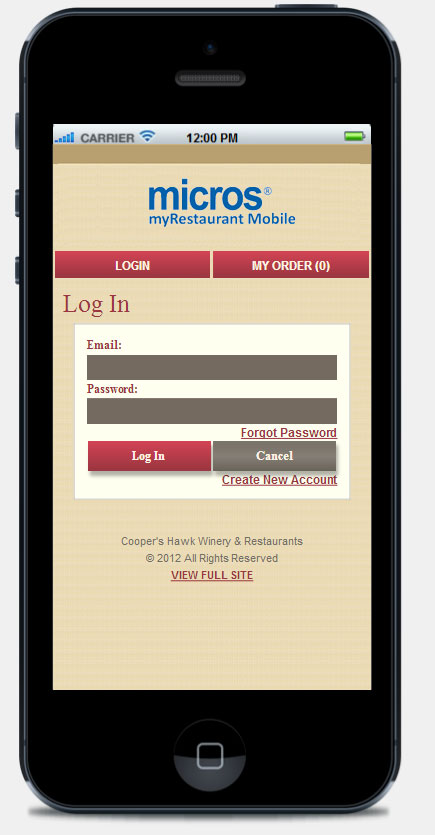 CARRIER 12:00 PM
micros®
myRestaurant Mobile
LOGIN MY ORDER (0)
Log In
Email:
Password:
Forgot Password
Log In Cancel
Create New Account
Cooper's Hawk Winery & Restaurants
© 2012 All Rights Reserved
VIEW FULL SITE